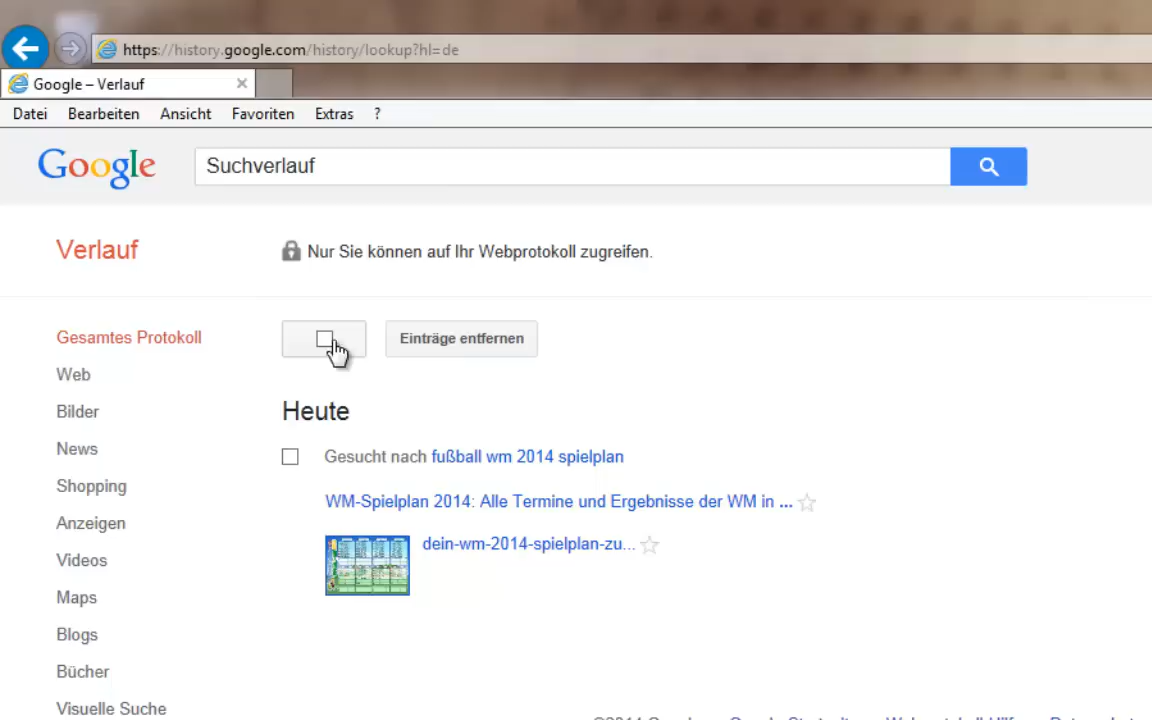 https://history.google.com/history/lookup?hl=de
Google – Verlauf
Datei Bearbeiten Ansicht Favoriten Extras ?
Google Suchverlauf
Verlauf
Nur Sie können auf Ihr Webprotokoll zugreifen.
Gesamtes Protokoll
Einträge entfernen
Web
Bilder
News
Shopping
Anzeigen
Videos
Maps
Blogs
Bücher
Visuelle Suche
Heute
Gesucht nach fußball wm 2014 spielplan
WM-Spielplan 2014: Alle Termine und Ergebnisse der WM in ...
dein-wm-2014-spielplan-zu...